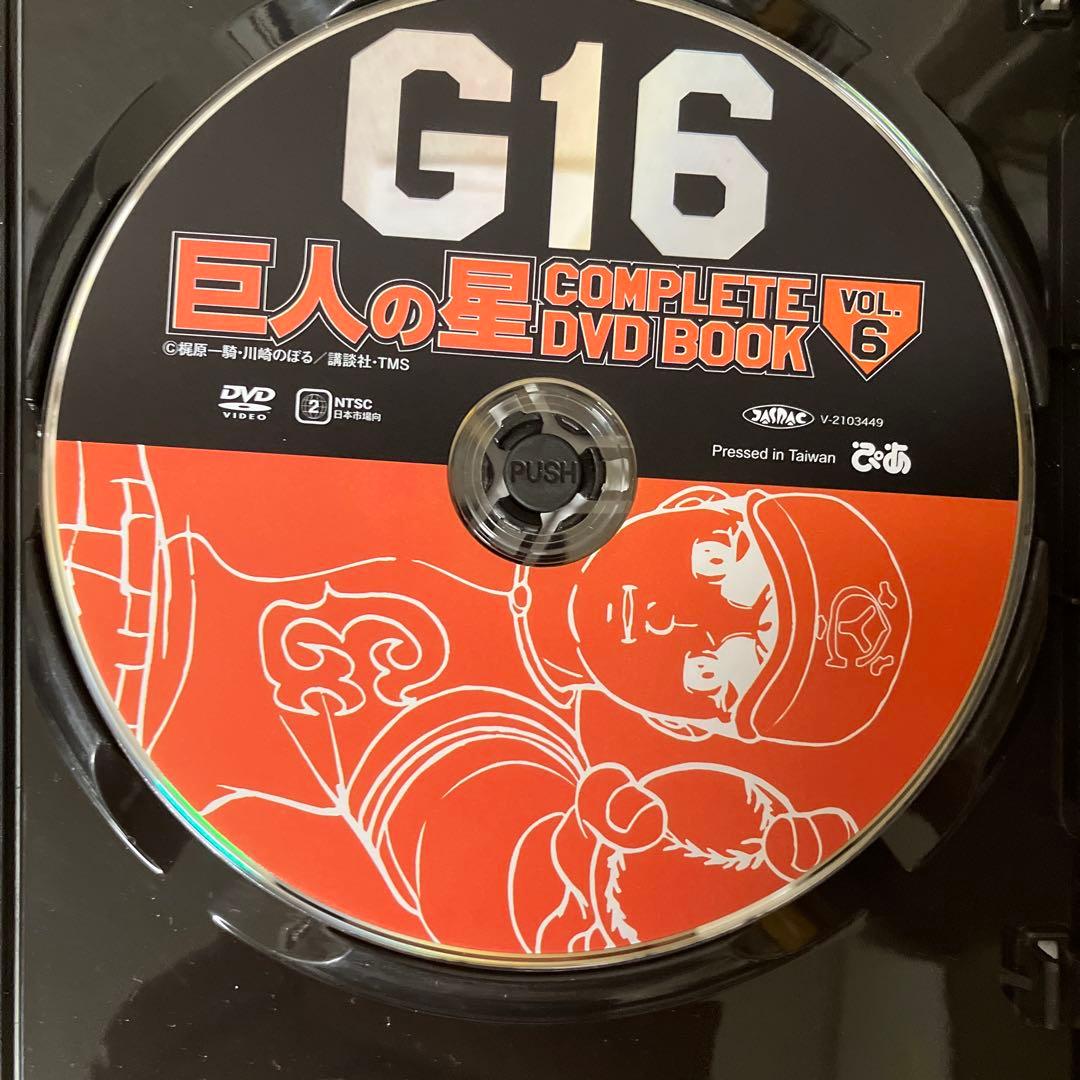 G16
巨人の星 COMPLETE DVD BOOK VOL. 6
©梶原一騎・川崎のぼる/講談社・TMS
DVD VIDEO
2 NTSC 日本市場向
JASRAC V-2103449
Pressed in Taiwan ぴあ
PUSH